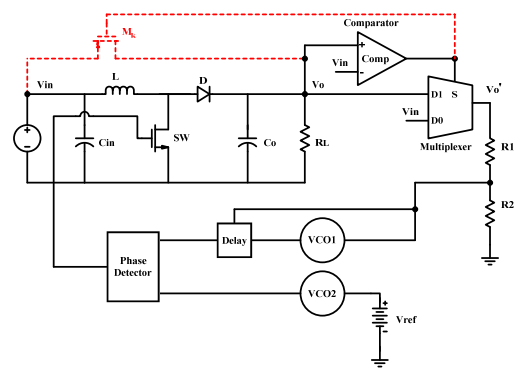 Comparator
Mk
+
Vin
Comp
-
Vin
L
D
Vo
Vo'
D1
S
Vin
D0
Multiplexer
+
-
Cin
SW
Co
RL
R1
R2
Delay
VCO1
Phase
Detector
VCO2
+
-
Vref